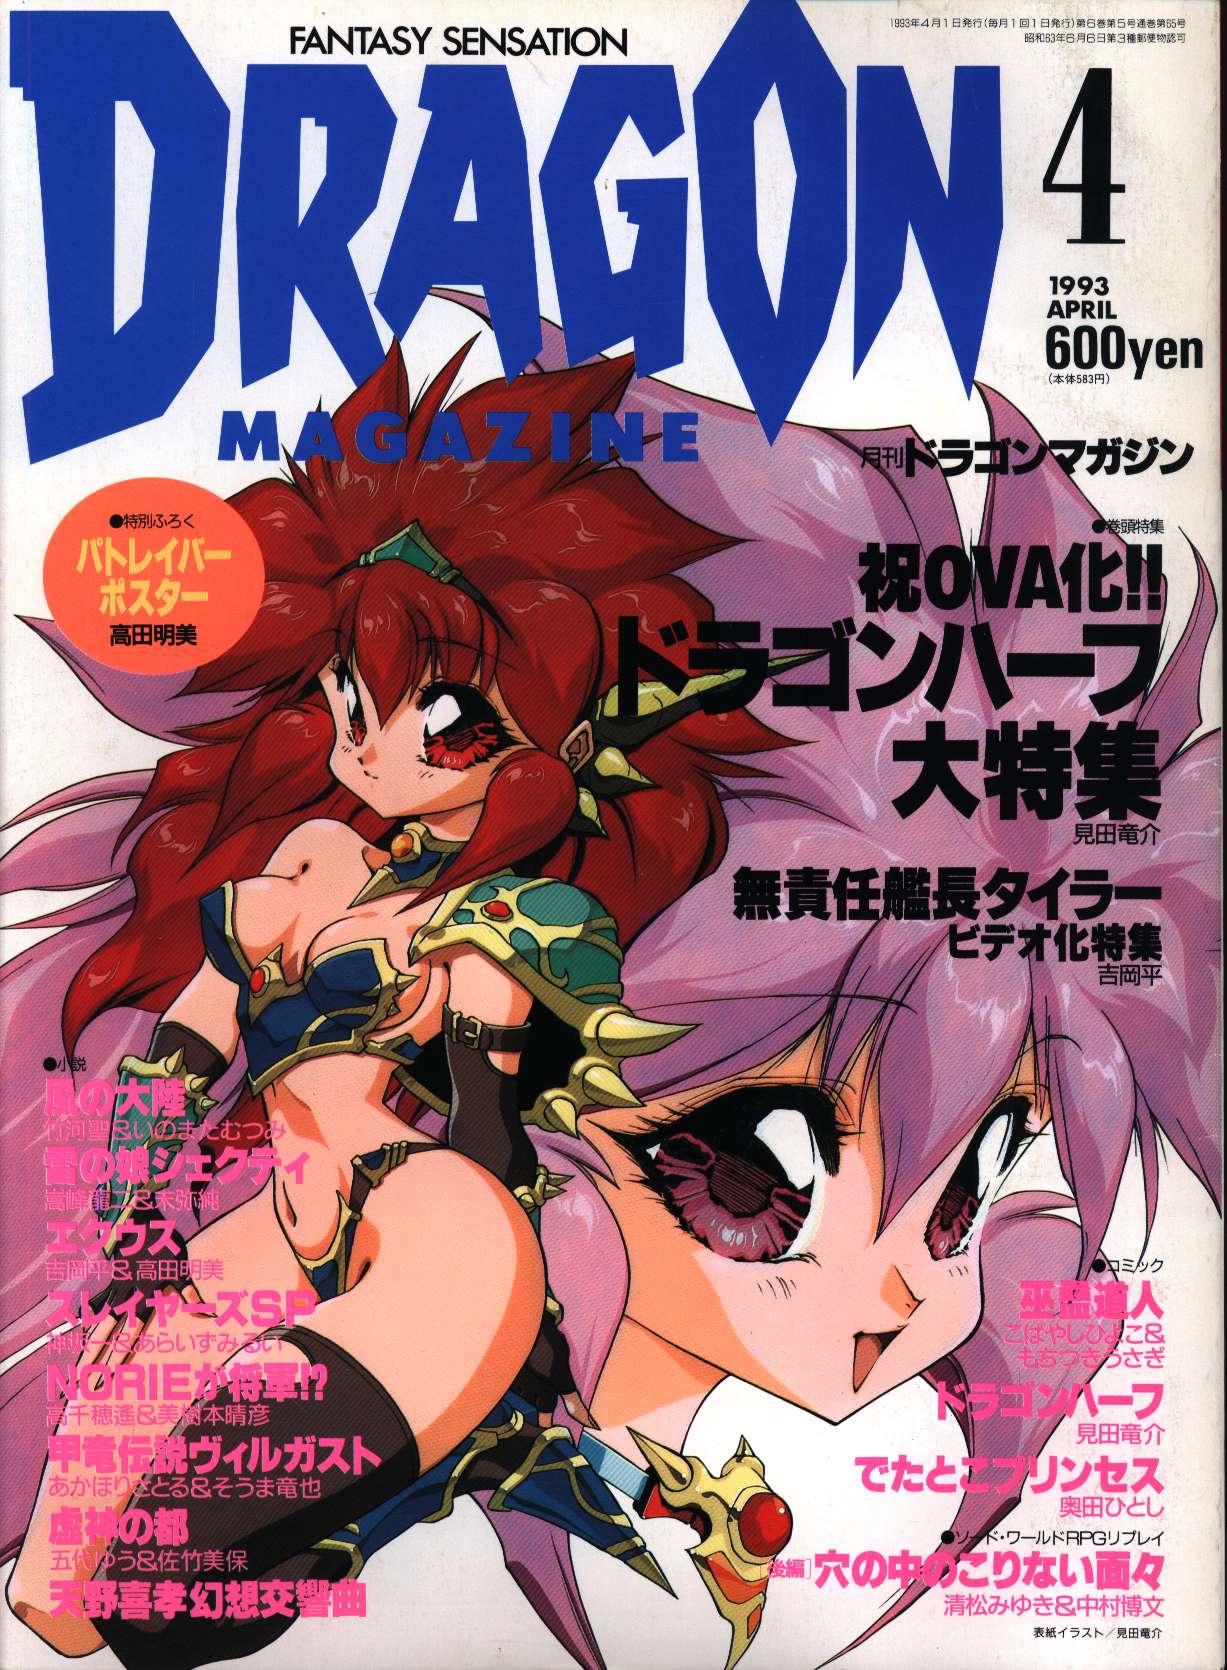 FANTASY SENSATION
DRAGON
MAGAZINE
1993年4月1日発行(毎月1回1日発行)第6巻第5号通巻第65号
昭和63年6月6日第3種郵便物認可
4
1993
APRIL
600yen
(本体583円)
月刊ドラゴンマガジン
●特別ふろく
パトレイバー
ポスター
高田明美
●巻頭特集
祝OVA化!!
ドラゴンハーフ
大特集
見田竜介
無責任艦長タイラー
ビデオ化特集
吉岡平
●小説
風の大陸
竹河聖&いのまたむつみ
雷の娘シェクティ
嵩峰龍二&末弥純
エクウス
吉岡平&高田明美
スレイヤーズSP
神坂一&あらいずみるい
NORIEが将軍!?
高千穂遙&美樹本晴彦
甲竜伝説ヴィルガスト
あかほりさとる&そうま竜也
虚神の都
五代ゆう&佐竹美保
天野喜孝幻想交響曲
●コミック
巫蠱道人
こばやしひよこ&
もちつきうさぎ
ドラゴンハーフ
見田竜介
でたとこプリンセス
奥田ひとし
●ソード・ワールドRPGリプレイ
[後編]穴の中のこりない面々
清松みゆき&中村博文
表紙イラスト/見田竜介